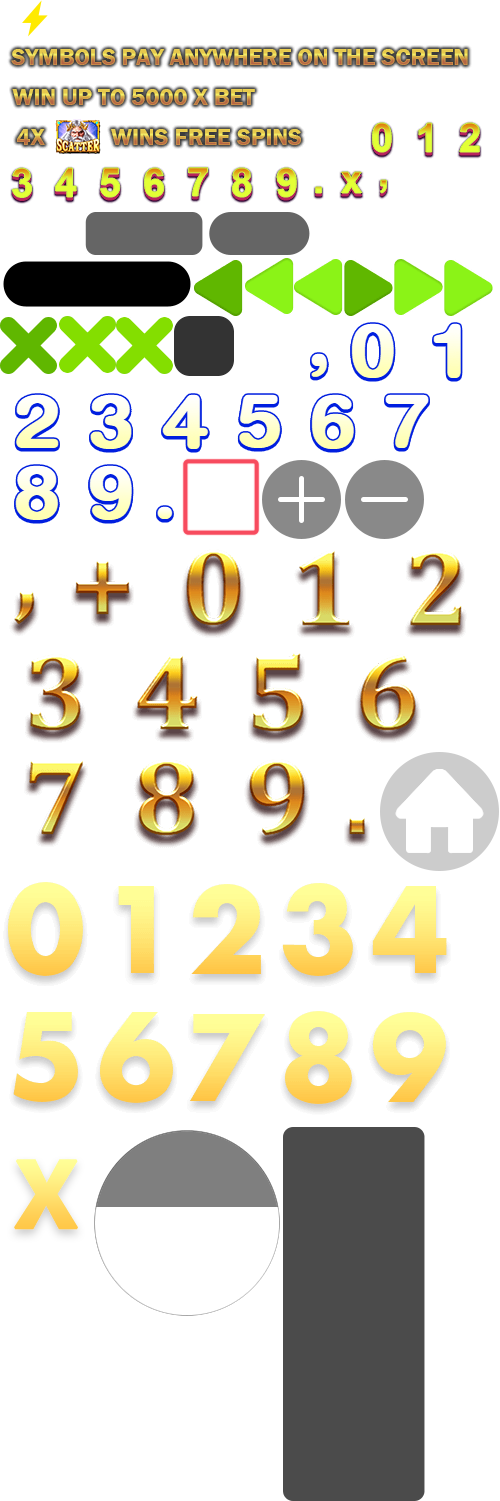 SYMBOLS PAY ANYWHERE ON THE SCREEN
WIN UP TO 5000 X BET
4X SCATTER WINS FREE SPINS 0 1 2
3 4 5 6 7 8 9 . x ,
, 0 1
2 3 4 5 6 7
8 9 . + −
, + 0 1 2
3 4 5 6
7 8 9 .
0 1 2 3 4
5 6 7 8 9
x